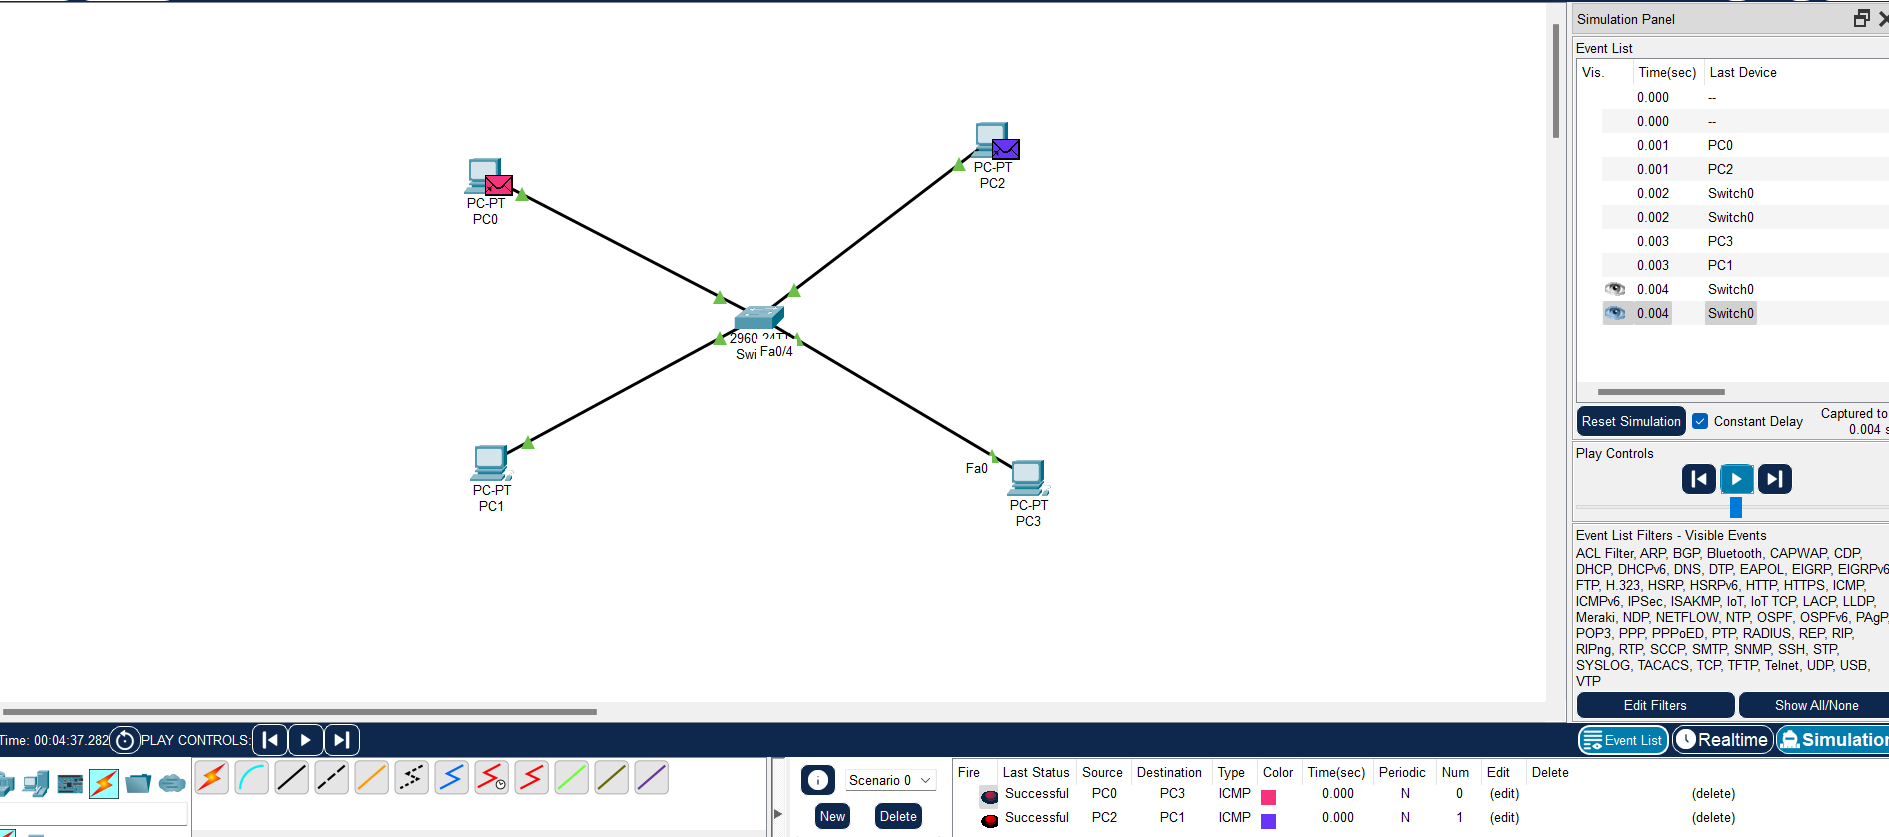 Simulation Panel
Event List
Vis. Time(sec) Last Device
0.000 --
0.000 --
0.001 PC0
0.001 PC2
0.002 Switch0
0.002 Switch0
0.003 PC3
0.003 PC1
0.004 Switch0
0.004 Switch0
Reset Simulation Constant Delay Captured to
0.004 s
Play Controls
Event List Filters - Visible Events
ACL Filter, ARP, BGP, Bluetooth, CAPWAP, CDP,
DHCP, DHCPv6, DNS, DTP, EAPOL, EIGRP, EIGRPv6
FTP, H.323, HSRP, HSRPv6, HTTP, HTTPS, ICMP,
ICMPv6, IPSec, ISAKMP, IoT, IoT TCP, LACP, LLDP,
Meraki, NDP, NETFLOW, NTP, OSPF, OSPFv6, PAgP,
POP3, PPP, PPPoED, PTP, RADIUS, REP, RIP,
RIPng, RTP, SCCP, SMTP, SNMP, SSH, STP,
SYSLOG, TACACS, TCP, TFTP, Telnet, UDP, USB,
VTP
Edit Filters Show All/None
PC-PT
PC0
PC-PT
PC2
2960
Swi Fa0/4
PC-PT
PC1
Fa0
PC-PT
PC3
Time: 00:04:37.282 PLAY CONTROLS: Event List Realtime Simulation
Scenario 0
New Delete
Fire Last Status Source Destination Type Color Time(sec) Periodic Num Edit Delete
Successful PC0 PC3 ICMP 0.000 N 0 (edit) (delete)
Successful PC2 PC1 ICMP 0.000 N 1 (edit) (delete)